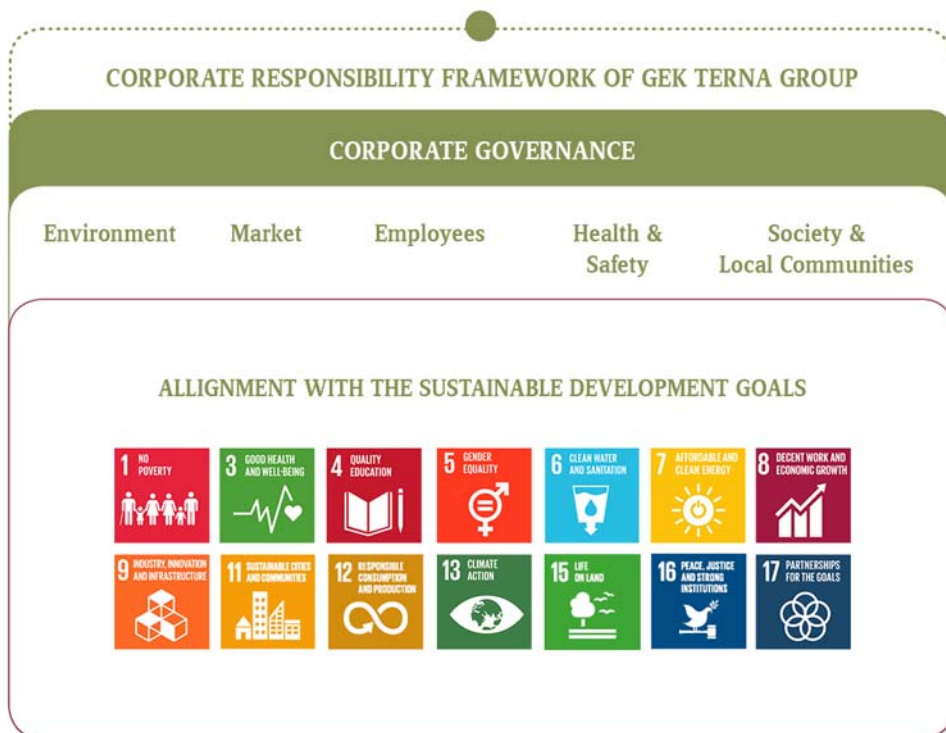 CORPORATE RESPONSIBILITY FRAMEWORK OF GEK TERNA GROUP
CORPORATE GOVERNANCE
Environment
Market
Employees
Health &
Safety
Society &
Local Communities
ALLIGNMENT WITH THE SUSTAINABLE DEVELOPMENT GOALS
1 NO
POVERTY
3 GOOD HEALTH
AND WELL-BEING
4 QUALITY
EDUCATION
5 GENDER
EQUALITY
6 CLEAN WATER
AND SANITATION
7 AFFORDABLE AND
CLEAN ENERGY
8 DECENT WORK AND
ECONOMIC GROWTH
9 INDUSTRY, INNOVATION
AND INFRASTRUCTURE
11 SUSTAINABLE CITIES
AND COMMUNITIES
12 RESPONSIBLE
CONSUMPTION
AND PRODUCTION
13 CLIMATE
ACTION
15 LIFE
ON LAND
16 PEACE, JUSTICE
AND STRONG
INSTITUTIONS
17 PARTNERSHIPS
FOR THE GOALS